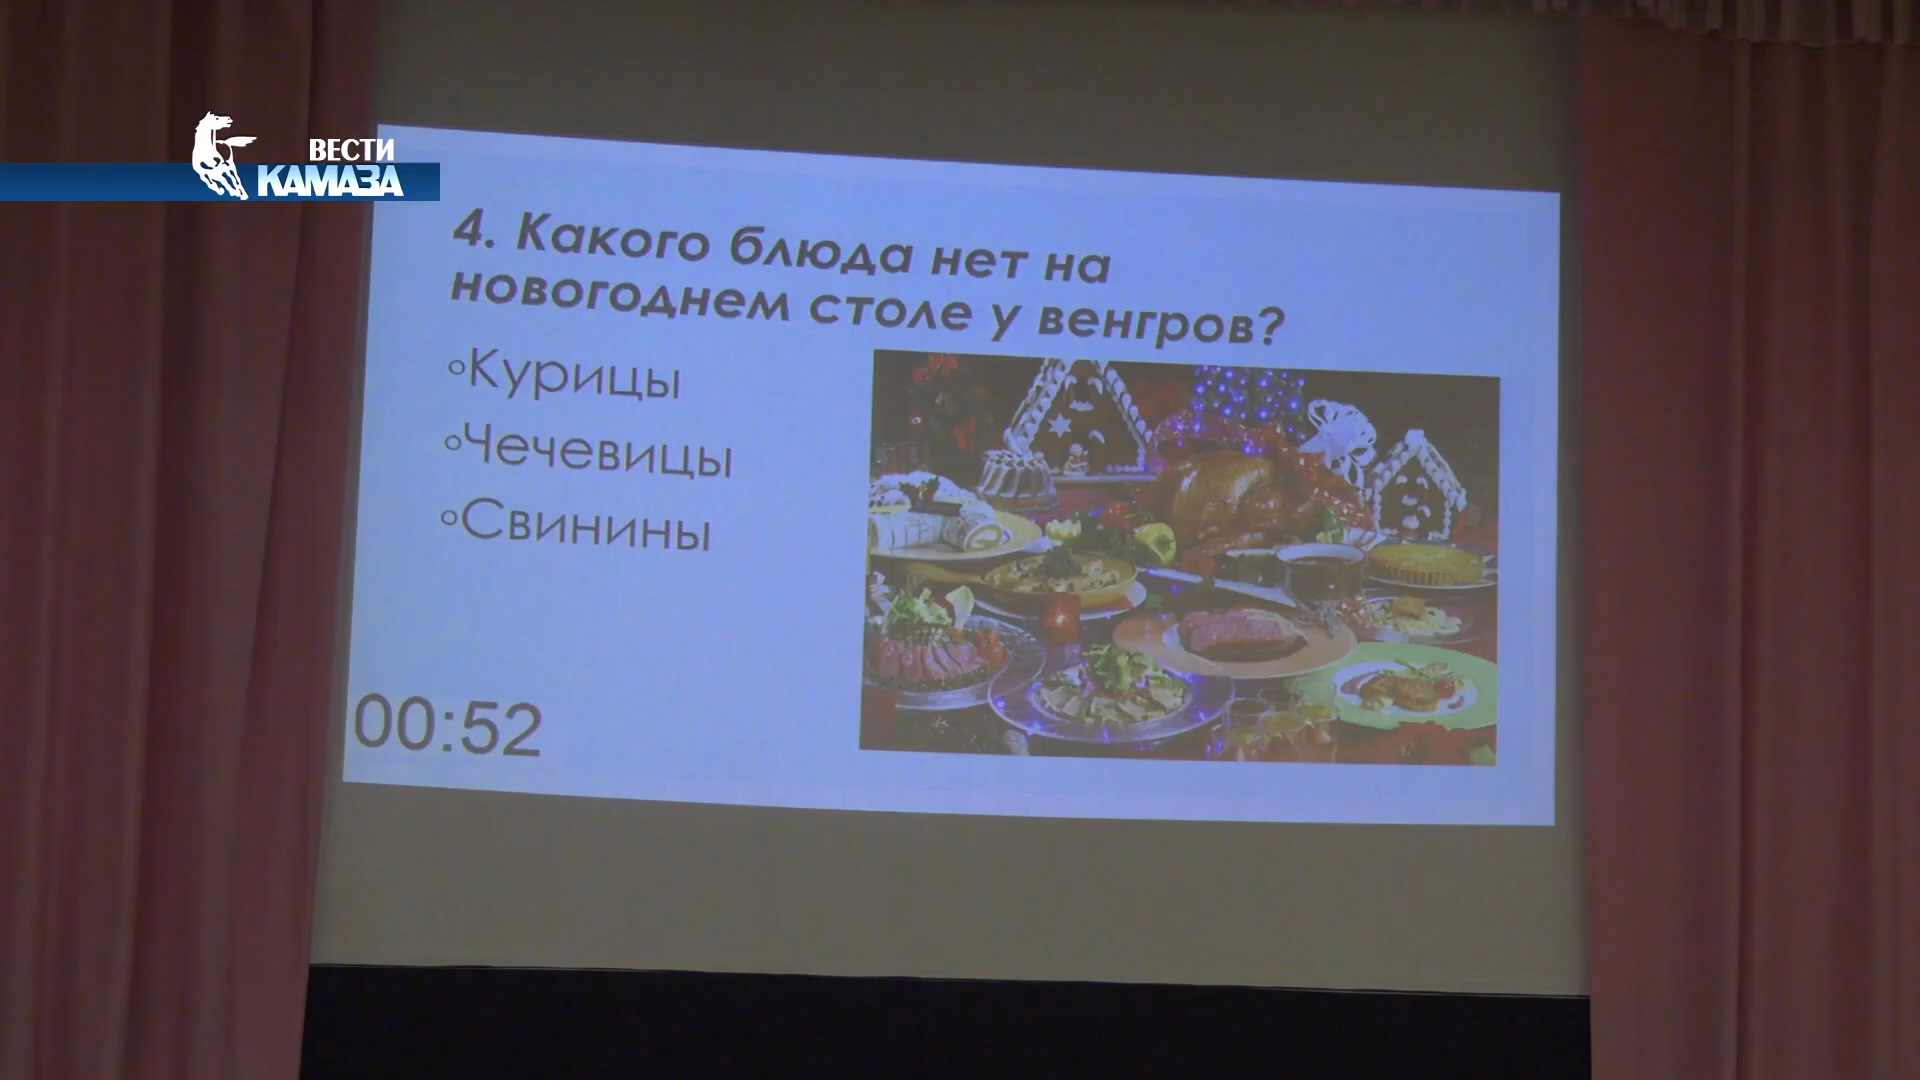 ВЕСТИ
КАМАЗА
4. Какого блюда нет на
новогоднем столе у венгров?
Курицы
Чечевицы
Свинины
00:52